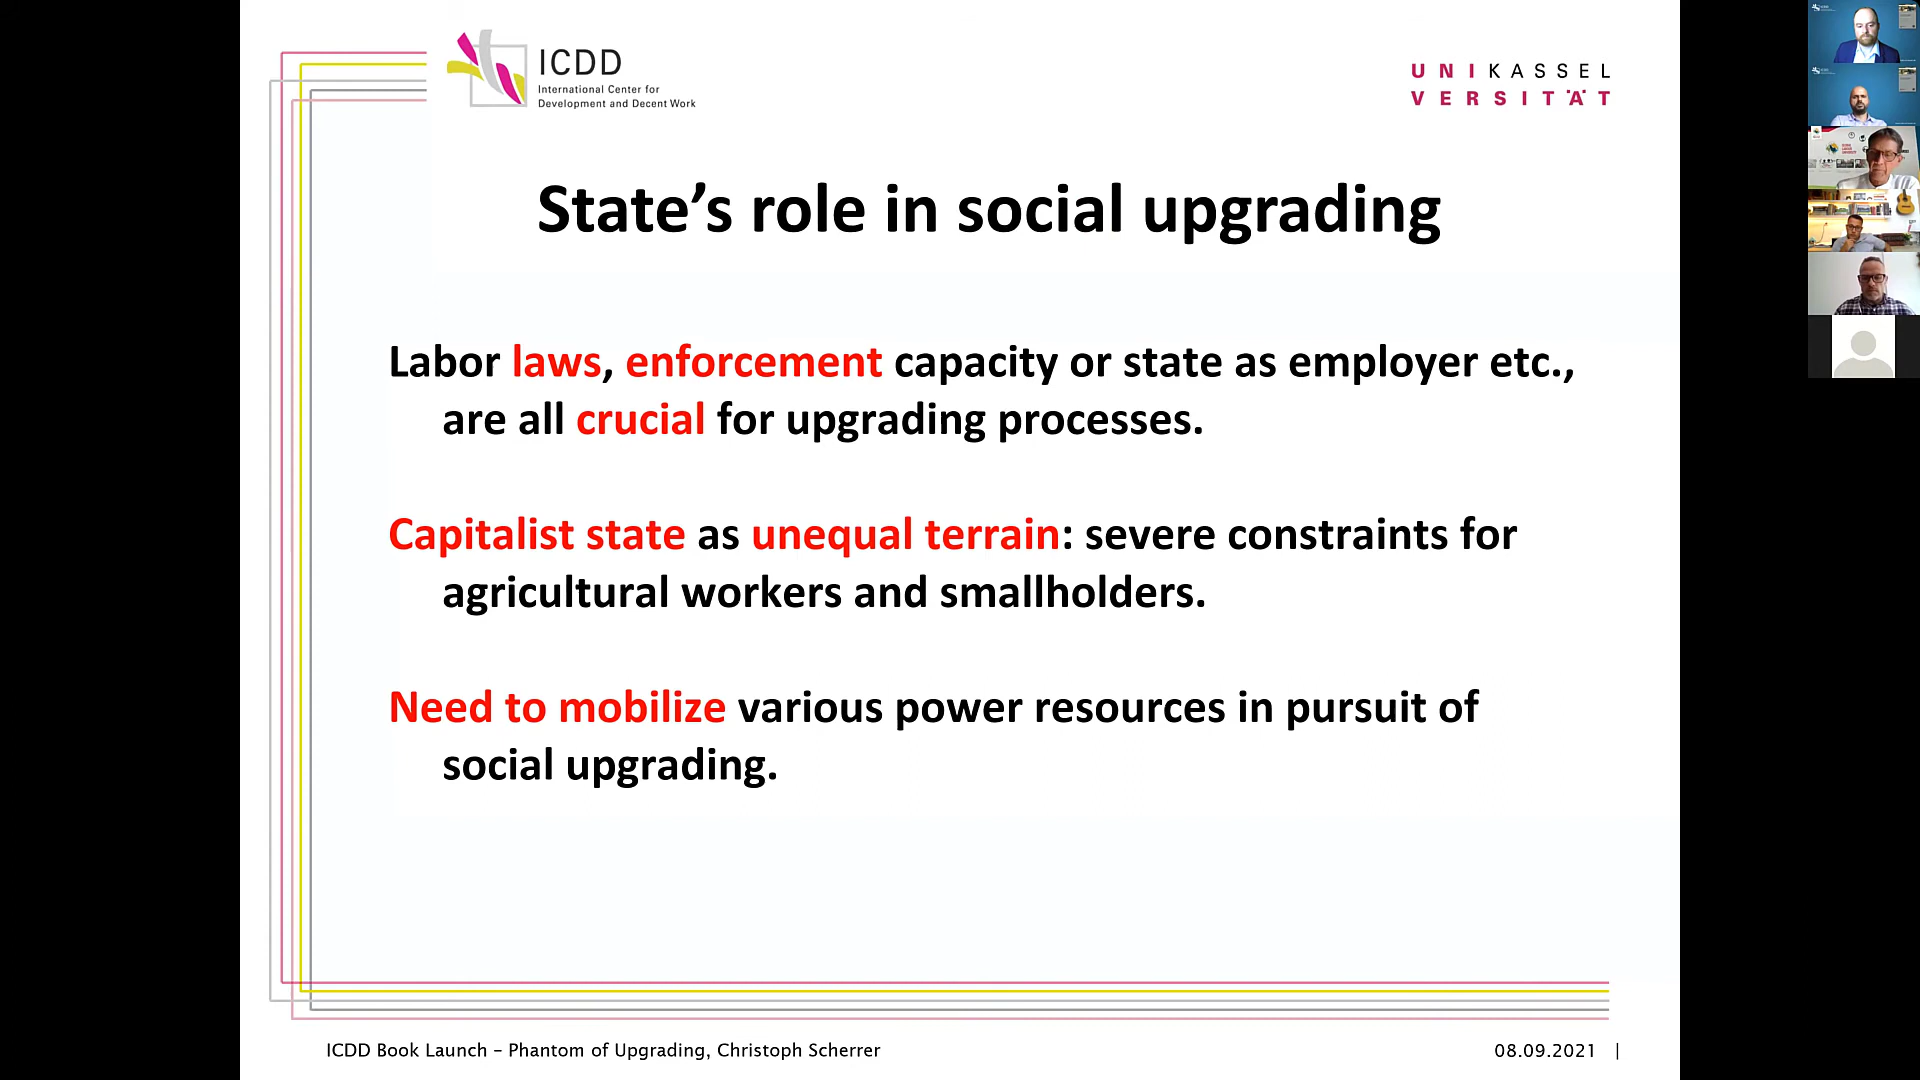 ICDD
International Center for
Development and Decent Work
UNIKASSEL
VERSITÄT
State’s role in social upgrading
Labor laws, enforcement capacity or state as employer etc.,
are all crucial for upgrading processes.
Capitalist state as unequal terrain: severe constraints for
agricultural workers and smallholders.
Need to mobilize various power resources in pursuit of
social upgrading.
ICDD Book Launch – Phantom of Upgrading, Christoph Scherrer
08.09.2021 |